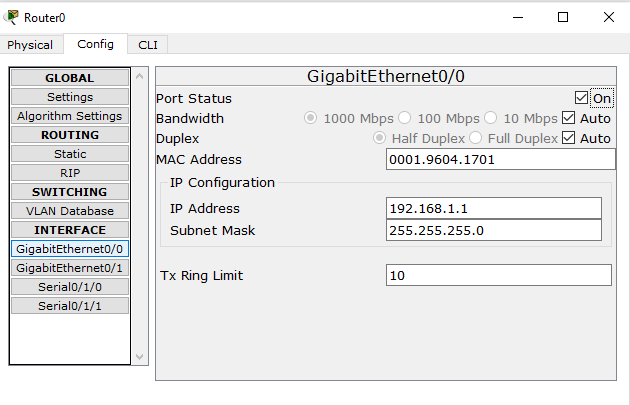 Router0
Physical Config CLI
GLOBAL
Settings
Algorithm Settings
ROUTING
Static
RIP
SWITCHING
VLAN Database
INTERFACE
GigabitEthernet0/0
GigabitEthernet0/1
Serial0/1/0
Serial0/1/1
GigabitEthernet0/0
Port Status On
Bandwidth 1000 Mbps 100 Mbps 10 Mbps Auto
Duplex Half Duplex Full Duplex Auto
MAC Address 0001.9604.1701
IP Configuration
IP Address 192.168.1.1
Subnet Mask 255.255.255.0
Tx Ring Limit 10